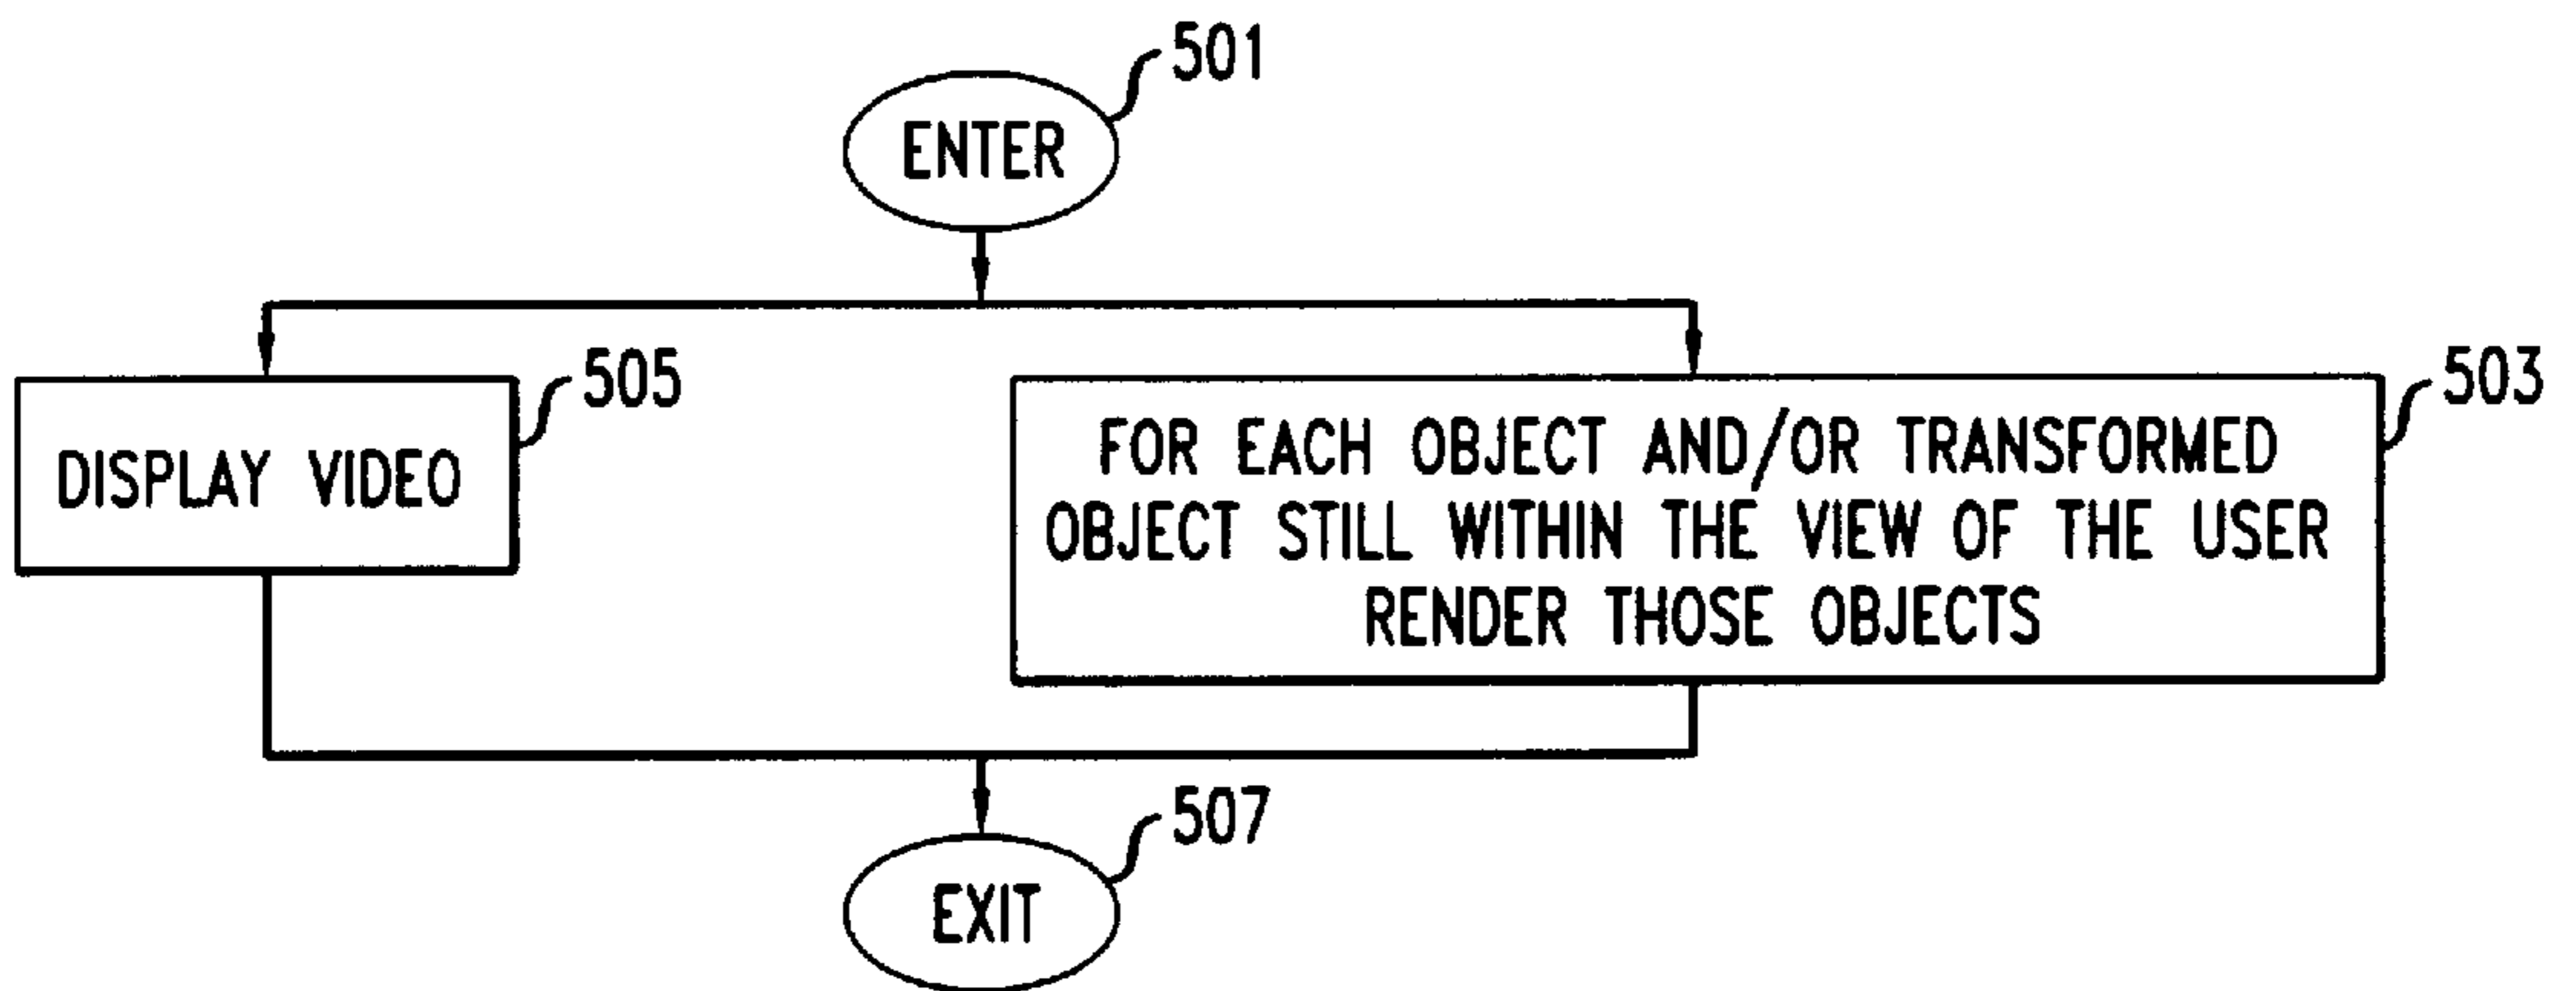 501
ENTER
505
503
DISPLAY VIDEO
FOR EACH OBJECT AND/OR TRANSFORMED
OBJECT STILL WITHIN THE VIEW OF THE USER
RENDER THOSE OBJECTS
507
EXIT